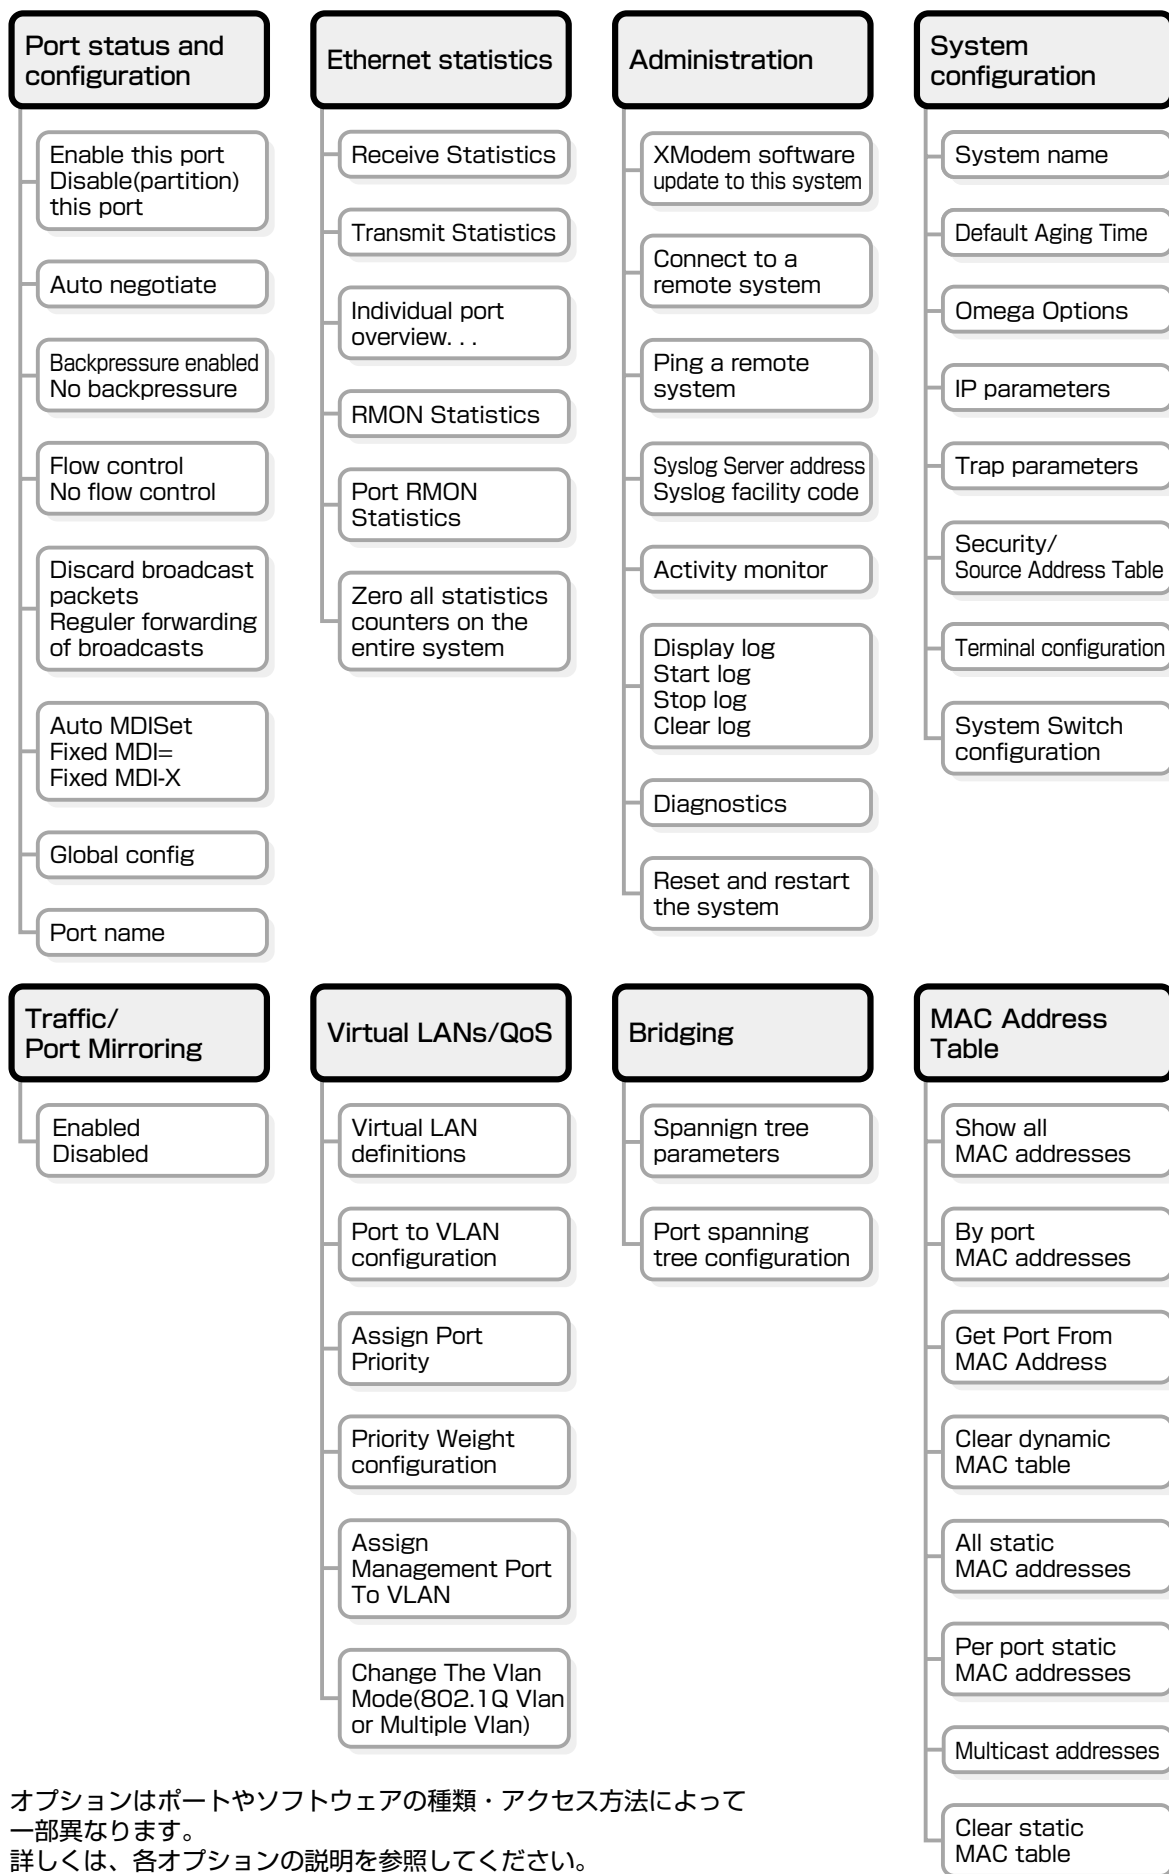 Port status and
configuration
Enable this port
Disable(partition)
this port
Auto negotiate
Backpressure enabled
No backpressure
Flow control
No flow control
Discard broadcast
packets
Reguler forwarding
of broadcasts
Auto MDISet
Fixed MDI=
Fixed MDI-X
Global config
Port name
Ethernet statistics
Receive Statistics
Transmit Statistics
Individual port
overview. . .
RMON Statistics
Port RMON
Statistics
Zero all statistics
counters on the
entire system
Administration
XModem software
update to this system
Connect to a
remote system
Ping a remote
system
Syslog Server address
Syslog facility code
Activity monitor
Display log
Start log
Stop log
Clear log
Diagnostics
Reset and restart
the system
System
configuration
System name
Default Aging Time
Omega Options
IP parameters
Trap parameters
Security/
Source Address Table
Terminal configuration
System Switch
configuration
Traffic/
Port Mirroring
Enabled
Disabled
Virtual LANs/QoS
Virtual LAN
definitions
Port to VLAN
configuration
Assign Port
Priority
Priority Weight
configuration
Assign
Management Port
To VLAN
Change The Vlan
Mode(802.1Q Vlan
or Multiple Vlan)
Bridging
Spannign tree
parameters
Port spanning
tree configuration
MAC Address
Table
Show all
MAC addresses
By port
MAC addresses
Get Port From
MAC Address
Clear dynamic
MAC table
All static
MAC addresses
Per port static
MAC addresses
Multicast addresses
Clear static
MAC table
オプションはポートやソフトウェアの種類・アクセス方法によって
一部異なります。
詳しくは、各オプションの説明を参照してください。